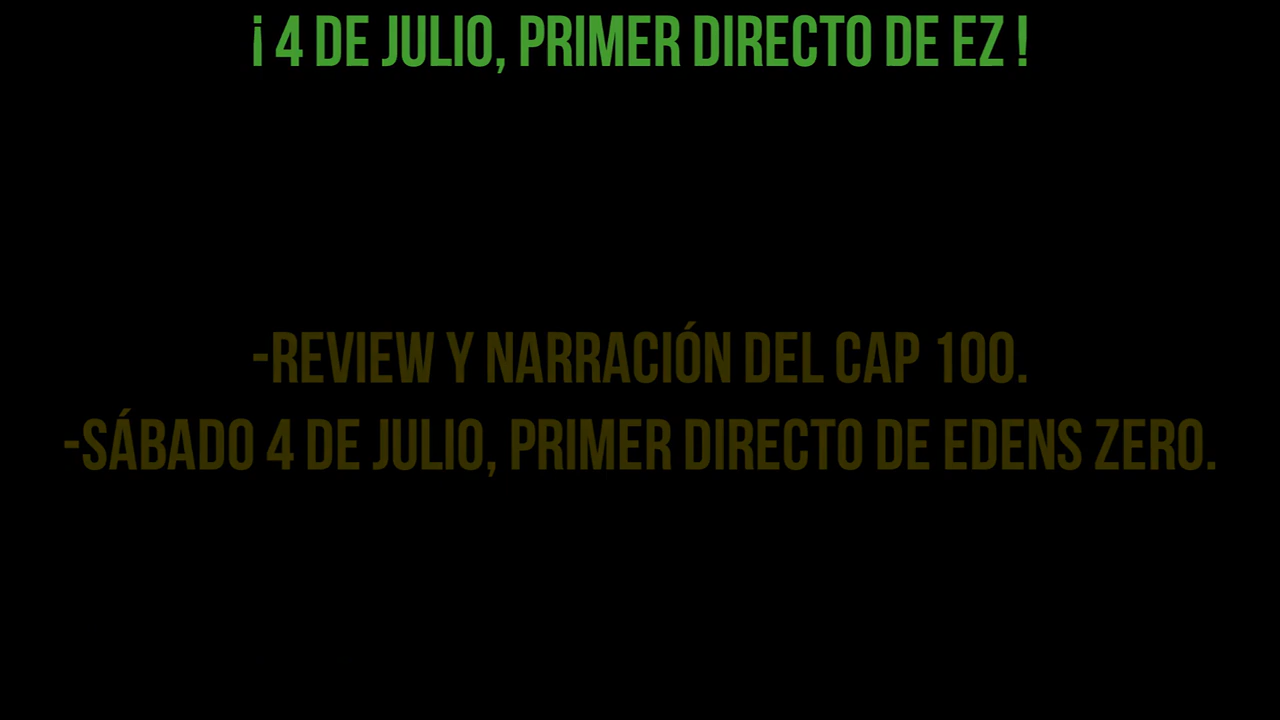 ¡ 4 DE JULIO, PRIMER DIRECTO DE EZ !
-REVIEW Y NARRACIÓN DEL CAP 100.
-SÁBADO 4 DE JULIO, PRIMER DIRECTO DE EDENS ZERO.